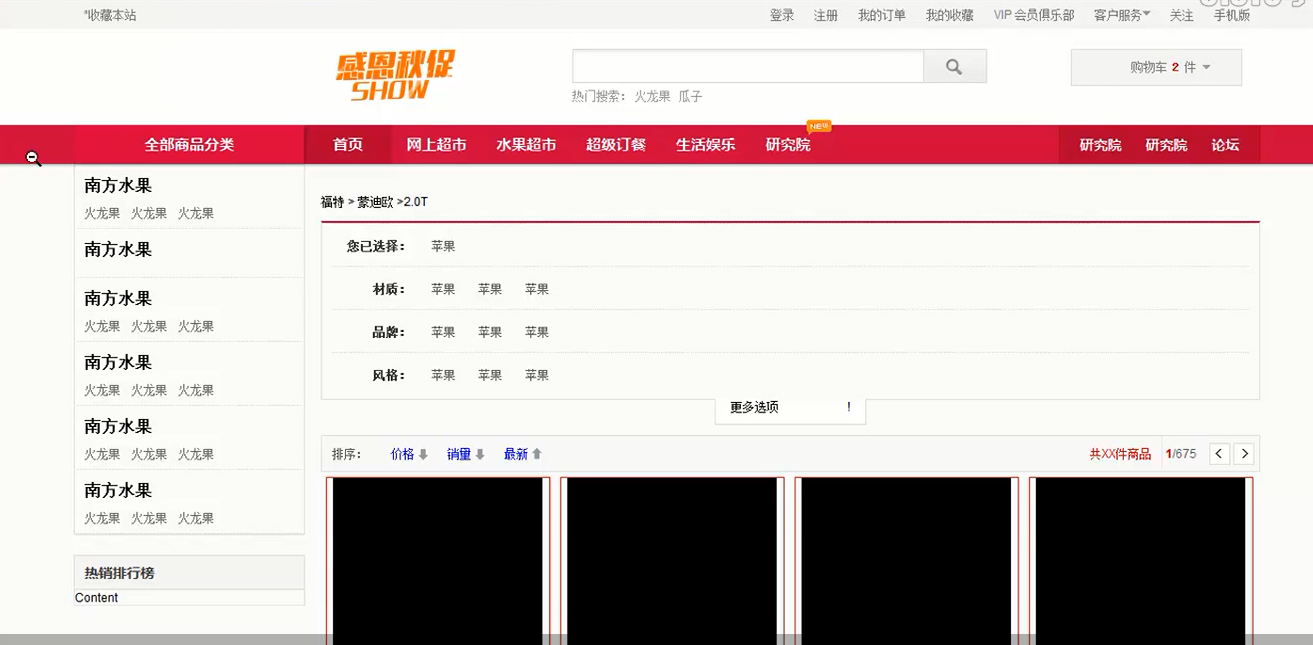 "收藏本站
登录 注册 我的订单 我的收藏 VIP 会员俱乐部 客户服务 关注 手机版
感恩秋促
SHOW
购物车 2 件
热门搜索： 火龙果 瓜子
NEW
全部商品分类 首页 网上超市 水果超市 超级订餐 生活娱乐 研究院 研究院 研究院 论坛
南方水果
火龙果 火龙果 火龙果
南方水果
南方水果
火龙果 火龙果 火龙果
南方水果
火龙果 火龙果 火龙果
南方水果
火龙果 火龙果 火龙果
南方水果
火龙果 火龙果 火龙果
热销排行榜
Content
福特 > 蒙迪欧 >2.0T
您已选择： 苹果
材质： 苹果 苹果 苹果
品牌： 苹果 苹果 苹果
风格： 苹果 苹果 苹果
更多选项 !
排序： 价格 销量 最新 共XX件商品 1/675 < >